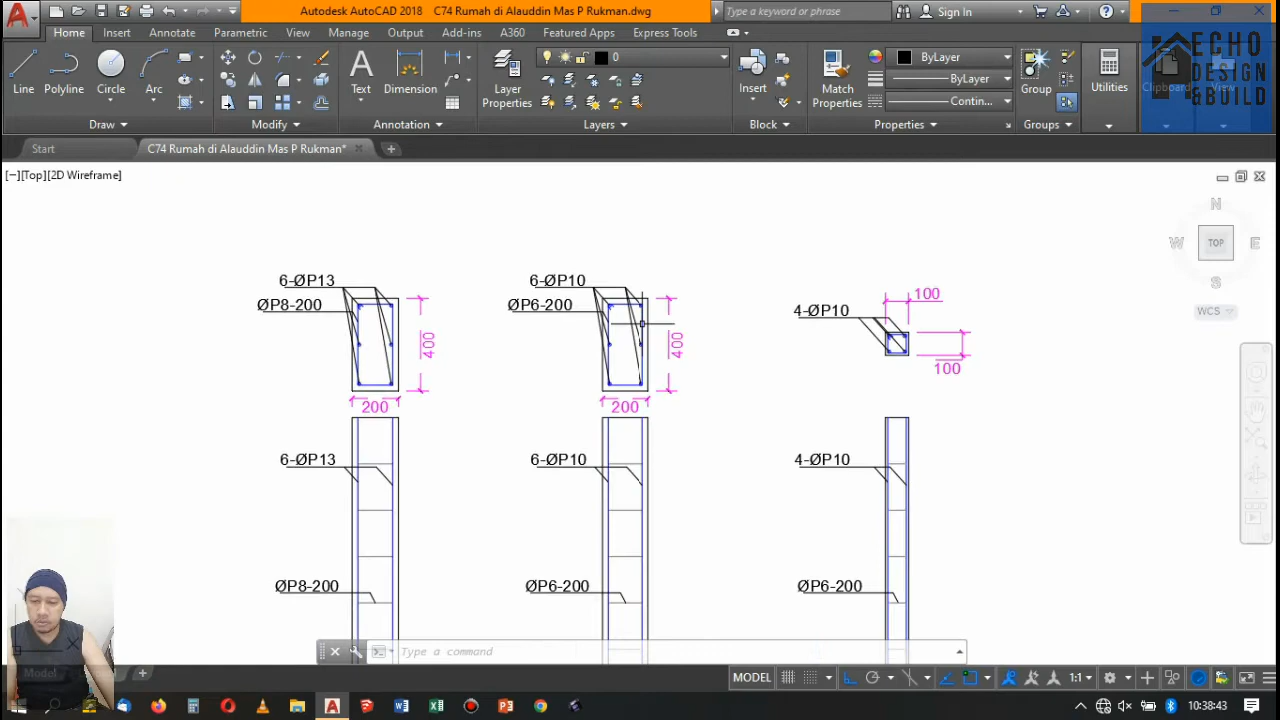 Autodesk AutoCAD 2018 C74 Rumah di Alauddin Mas P Rukman.dwg
Type a keyword or phrase
Sign In
Home Insert Annotate Parametric View Manage Output Add-ins A360 Featured Apps Express Tools
ECHO
DESIGN
&BUILD
Line
Polyline
Circle
Arc
Text
Dimension
Layer
Properties
0
Insert
Match
Properties
ByLayer
ByLayer
Contin...
Group
Utilities
Clipboard
View
Draw
Modify
Annotation
Layers
Block
Properties
Groups
Start
C74 Rumah di Alauddin Mas P Rukman*
[−][Top][2D Wireframe]
N
W
TOP
E
S
WCS
6-ØP13
ØP8-200
400
200
6-ØP10
ØP6-200
400
200
4-ØP10
100
100
6-ØP13
6-ØP10
4-ØP10
ØP8-200
ØP6-200
ØP6-200
Type a command
Model
MODEL
1:1
10:38:43